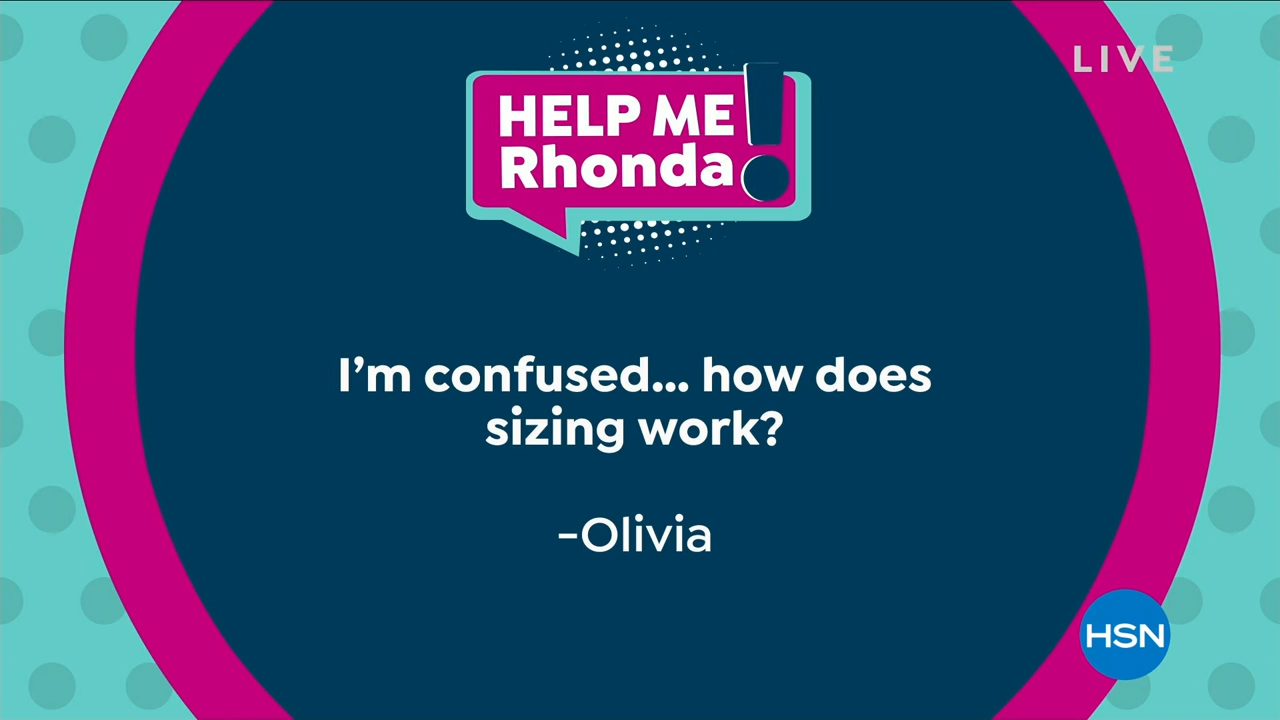 LIVE
HELP ME
Rhonda!
I'm confused... how does
sizing work?
-Olivia
HSN